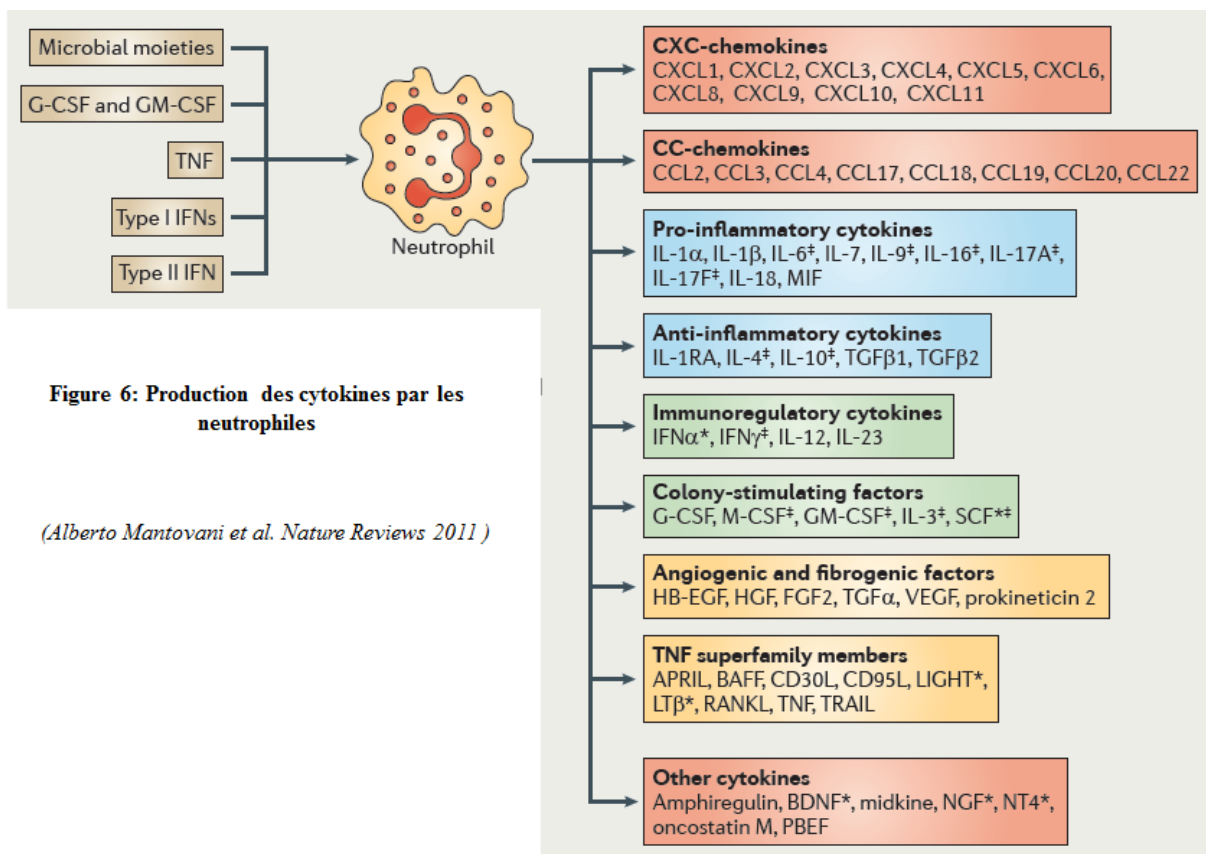 Microbial moieties
G-CSF and GM-CSF
TNF
Type I IFNs
Type II IFN
Neutrophil
Figure 6: Production des cytokines par les
neutrophiles
(Alberto Mantovani et al. Nature Reviews 2011 )
CXC-chemokines
CXCL1, CXCL2, CXCL3, CXCL4, CXCL5, CXCL6,
CXCL8, CXCL9, CXCL10, CXCL11
CC-chemokines
CCL2, CCL3, CCL4, CCL17, CCL18, CCL19, CCL20, CCL22
Pro-inflammatory cytokines
IL-1α, IL-1β, IL-6‡, IL-7, IL-9‡, IL-16‡, IL-17A‡,
IL-17F‡, IL-18, MIF
Anti-inflammatory cytokines
IL-1RA, IL-4‡, IL-10‡, TGFβ1, TGFβ2
Immunoregulatory cytokines
IFNα*, IFNγ‡, IL-12, IL-23
Colony-stimulating factors
G-CSF, M-CSF‡, GM-CSF‡, IL-3‡, SCF*‡
Angiogenic and fibrogenic factors
HB-EGF, HGF, FGF2, TGFα, VEGF, prokineticin 2
TNF superfamily members
APRIL, BAFF, CD30L, CD95L, LIGHT*,
LTβ*, RANKL, TNF, TRAIL
Other cytokines
Amphiregulin, BDNF*, midkine, NGF*, NT4*,
oncostatin M, PBEF